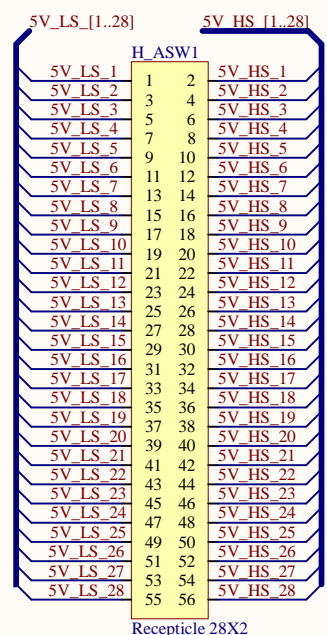 5V_LS_[1..28] 5V_HS_[1..28]
H_ASW1
5V_LS_1 1 2 5V_HS_1
5V_LS_2 3 4 5V_HS_2
5V_LS_3 5 6 5V_HS_3
5V_LS_4 7 8 5V_HS_4
5V_LS_5 9 10 5V_HS_5
5V_LS_6 11 12 5V_HS_6
5V_LS_7 13 14 5V_HS_7
5V_LS_8 15 16 5V_HS_8
5V_LS_9 17 18 5V_HS_9
5V_LS_10 19 20 5V_HS_10
5V_LS_11 21 22 5V_HS_11
5V_LS_12 23 24 5V_HS_12
5V_LS_13 25 26 5V_HS_13
5V_LS_14 27 28 5V_HS_14
5V_LS_15 29 30 5V_HS_15
5V_LS_16 31 32 5V_HS_16
5V_LS_17 33 34 5V_HS_17
5V_LS_18 35 36 5V_HS_18
5V_LS_19 37 38 5V_HS_19
5V_LS_20 39 40 5V_HS_20
5V_LS_21 41 42 5V_HS_21
5V_LS_22 43 44 5V_HS_22
5V_LS_23 45 46 5V_HS_23
5V_LS_24 47 48 5V_HS_24
5V_LS_25 49 50 5V_HS_25
5V_LS_26 51 52 5V_HS_26
5V_LS_27 53 54 5V_HS_27
5V_LS_28 55 56 5V_HS_28
Recepticle 28X2